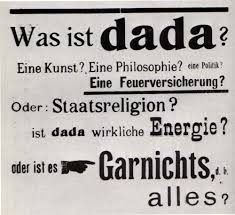 Was ist dada?
Eine Kunst? Eine Philosophie? eine Politik?
Eine Feuerversicherung?
Oder: Staatsreligion?
ist dada wirkliche Energie?
oder ist es ☛ Garnichts, d. h.
alles?